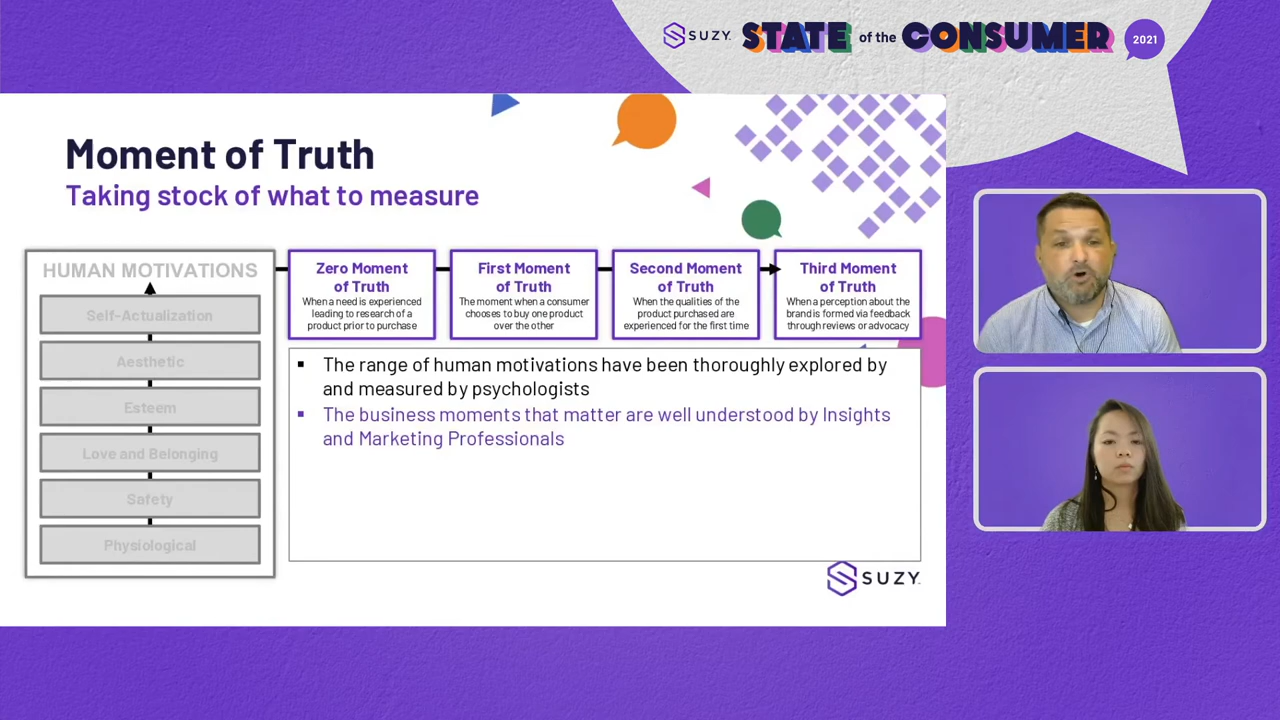 SUZY STATE of the CONSUMER 2021
Moment of Truth
Taking stock of what to measure
HUMAN MOTIVATIONS
Self-Actualization
Aesthetic
Esteem
Love and Belonging
Safety
Physiological
Zero Moment
of Truth
When a need is experienced
leading to research of a
product prior to purchase
First Moment
of Truth
The moment when a consumer
chooses to buy one product
over the other
Second Moment
of Truth
When the qualities of the
product purchased are
experienced for the first time
Third Moment
of Truth
When a perception about the
brand is formed via feedback
through reviews or advocacy
▪ The range of human motivations have been thoroughly explored by
and measured by psychologists
▪ The business moments that matter are well understood by Insights
and Marketing Professionals
SUZY